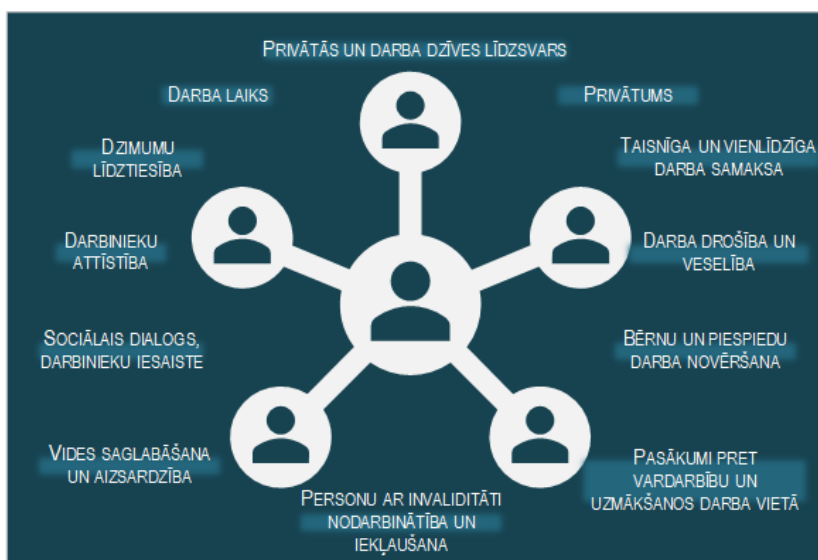 PRIVĀTĀS UN DARBA DZĪVES LĪDZSVARS
DARBA LAIKS
PRIVĀTUMS
DZIMUMU
LĪDZTIESĪBA
TAISNĪGA UN VIENLĪDZĪGA
DARBA SAMAKSA
DARBINIEKU
ATTĪSTĪBA
DARBA DROŠĪBA UN
VESELĪBA
SOCIĀLAIS DIALOGS,
DARBINIEKU IESAISTE
BĒRNU UN PIESPIEDU
DARBA NOVĒRŠANA
VIDES SAGLABĀŠANA
UN AIZSARDZĪBA
PASĀKUMI PRET
VARDARBĪBU UN
UZMĀKŠANOS DARBA VIETĀ
PERSONU AR INVALIDITĀTI
NODARBINĀTĪBA UN
IEKĻAUŠANA